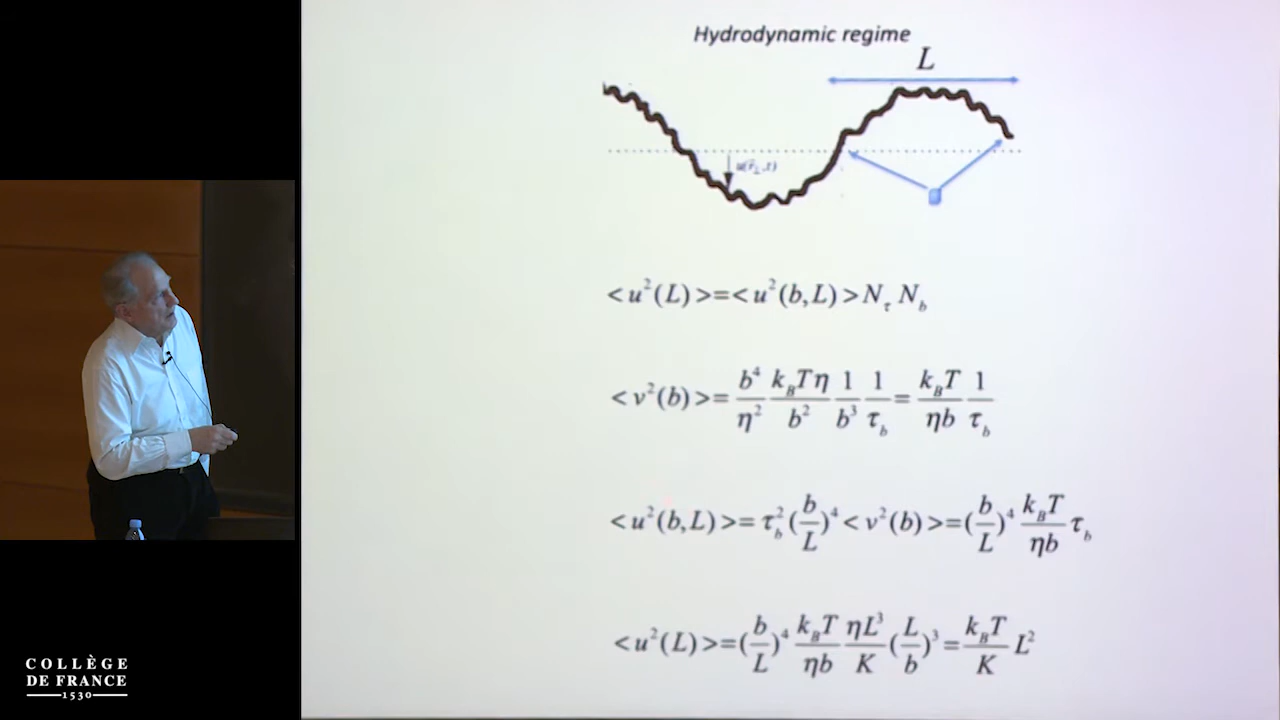 Hydrodynamic regime
L
u(r⃗⊥,t)
<u²(L)>=<u²(b,L)>N_τ N_b
<v²(b)>= b⁴/η² k_BTη/b² 1/b³ 1/τ_b = k_BT/ηb 1/τ_b
<u²(b,L)>= τ_b² (b/L)⁴ <v²(b)>=(b/L)⁴ k_BT/ηb τ_b
<u²(L)>=(b/L)⁴ k_BT/ηb ηL³/K (L/b)³= k_BT/K L²
COLLÈGE
DE FRANCE
1530